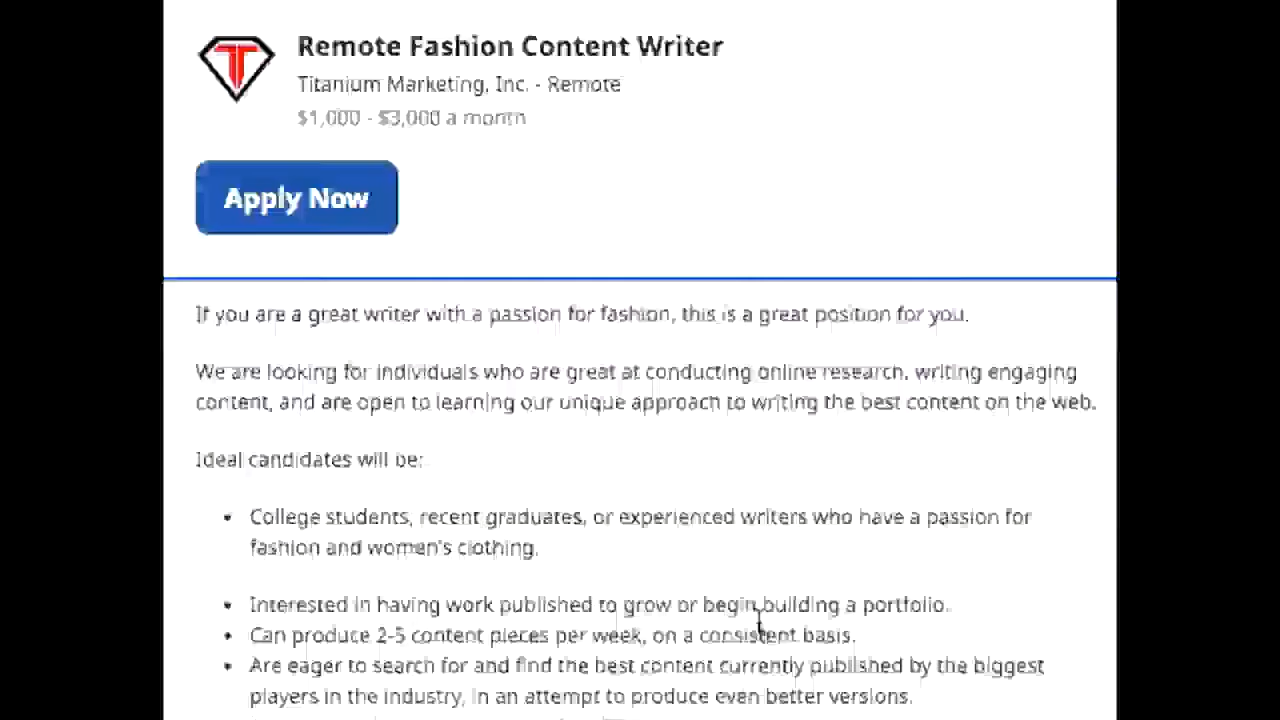 T
Remote Fashion Content Writer
Titanium Marketing, Inc. - Remote
$1,000 - $3,000 a month
Apply Now
If you are a great writer with a passion for fashion, this is a great position for you.
We are looking for individuals who are great at conducting online research, writing engaging
content, and are open to learning our unique approach to writing the best content on the web.
Ideal candidates will be:
• College students, recent graduates, or experienced writers who have a passion for
fashion and women's clothing.
• Interested in having work published to grow or begin building a portfolio.
• Can produce 2-5 content pieces per week, on a consistent basis.
• Are eager to search for and find the best content currently published by the biggest
players in the industry, in an attempt to produce even better versions.